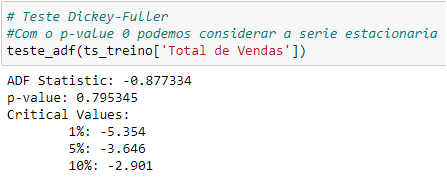 # Teste Dickey-Fuller
#Com o p-value 0 podemos considerar a serie estacionaria
teste_adf(ts_treino['Total de Vendas'])
ADF Statistic: -0.877334
p-value: 0.795345
Critical Values:
1%: -5.354
5%: -3.646
10%: -2.901